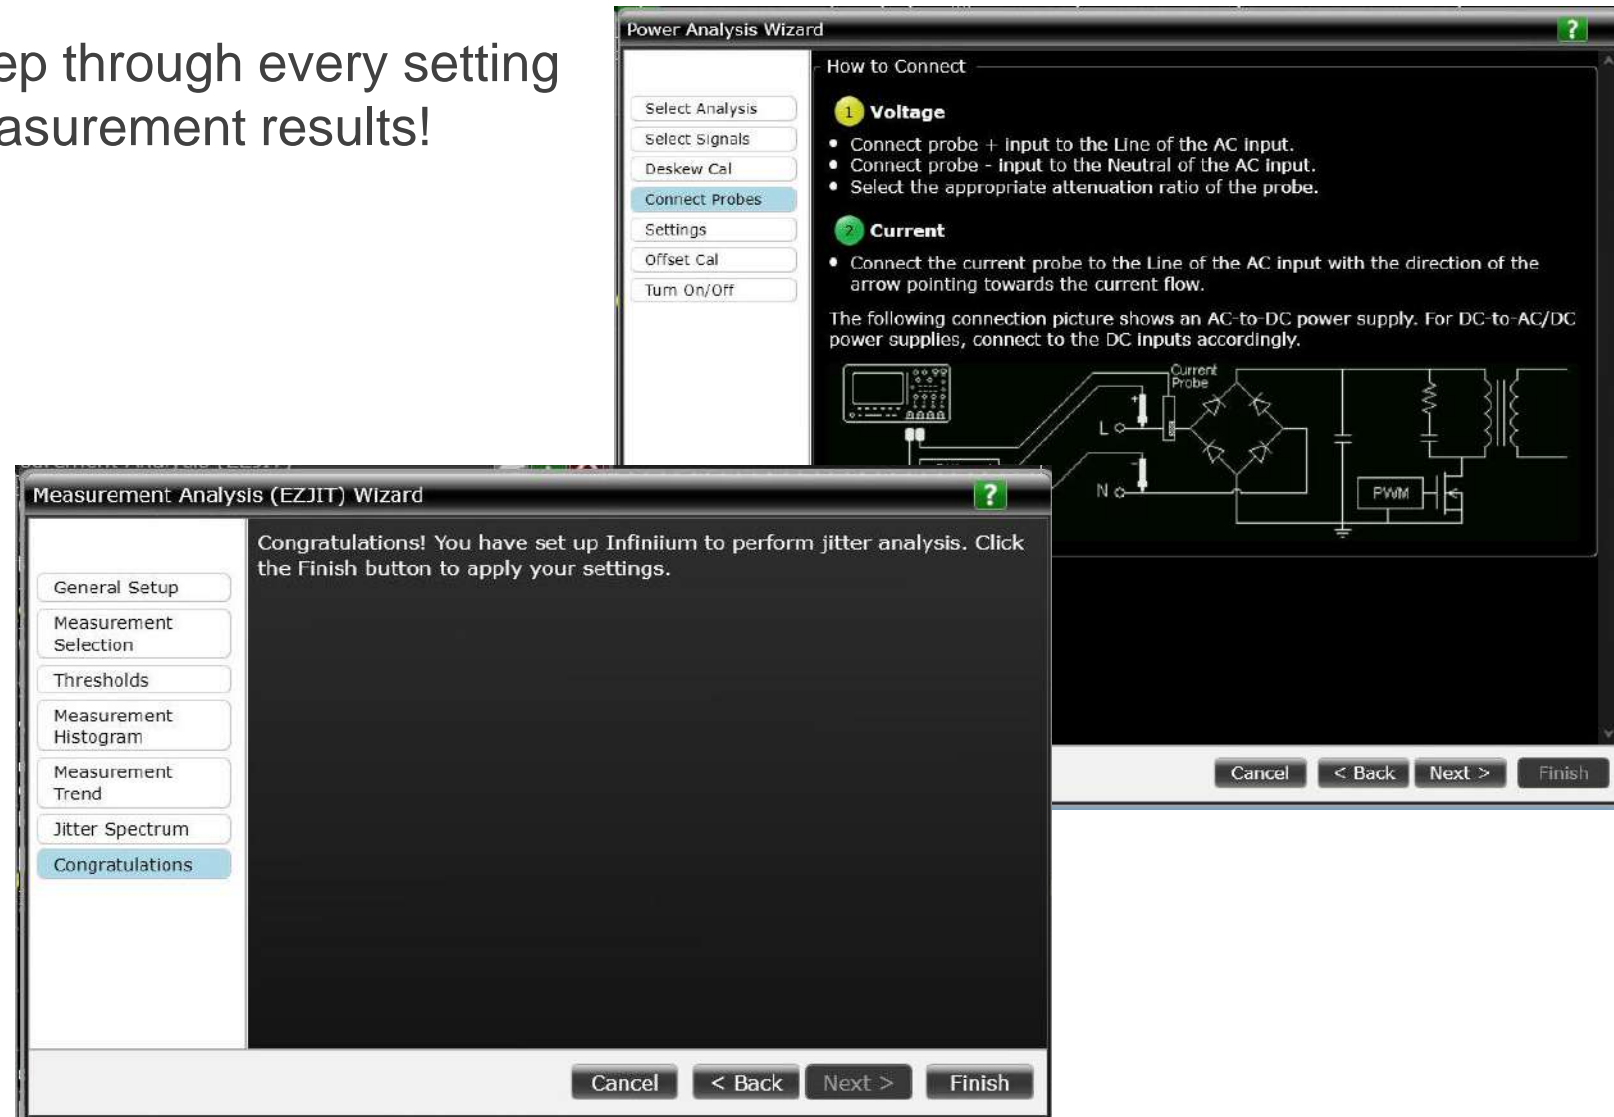 ep through every setting
asurement results!
Power Analysis Wizard
?
Select Analysis
Select Signals
Deskew Cal
Connect Probes
Settings
Offset Cal
Turn On/Off
How to Connect
1 Voltage
• Connect probe + input to the Line of the AC input.
• Connect probe - input to the Neutral of the AC input.
• Select the appropriate attenuation ratio of the probe.
2 Current
• Connect the current probe to the Line of the AC input with the direction of the
arrow pointing towards the current flow.
The following connection picture shows an AC-to-DC power supply. For DC-to-AC/DC
power supplies, connect to the DC inputs accordingly.
Current
Probe
+
L
-
N
PWM
Cancel
< Back
Next >
Finish
Measurement Analysis (EZJIT) Wizard
?
General Setup
Measurement
Selection
Thresholds
Measurement
Histogram
Measurement
Trend
Jitter Spectrum
Congratulations
Congratulations! You have set up Infiniium to perform jitter analysis. Click
the Finish button to apply your settings.
Cancel
< Back
Next >
Finish